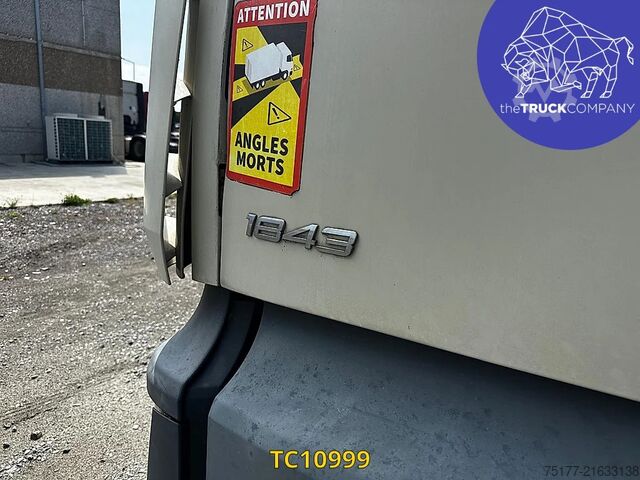 ATTENTION
ANGLES
MORTS
theTRUCKCOMPANY
1843
TC10999
75177-21633138